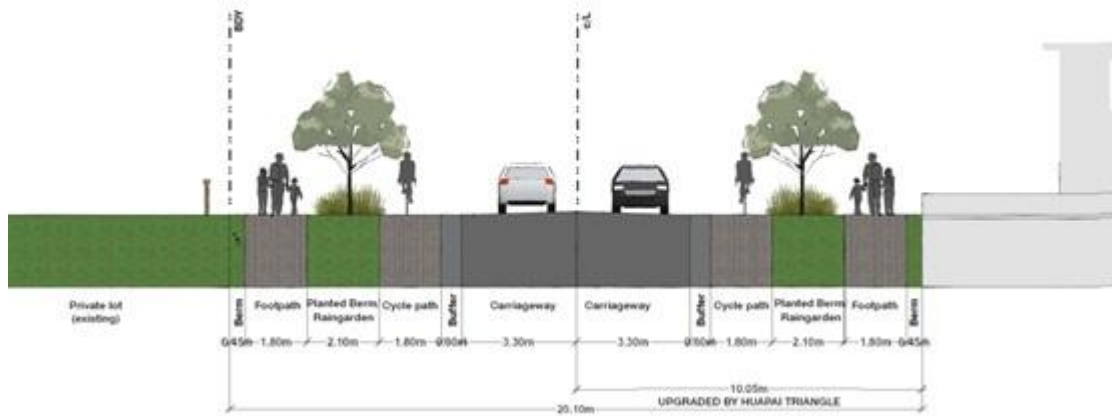 BDY
c/L
Private lot
(existing)
Berm
Footpath
Planted Berm
Raingarden
Cycle path
Buffer
Carriageway
Carriageway
Buffer
Cycle path
Planted Berm
Raingarden
Footpath
Berm
0.45m
1.80m
2.10m
1.80m
0.60m
3.30m
3.30m
0.60m
1.80m
2.10m
1.80m
0.45m
10.05m
UPGRADED BY HUAPAI TRIANGLE
20.10m